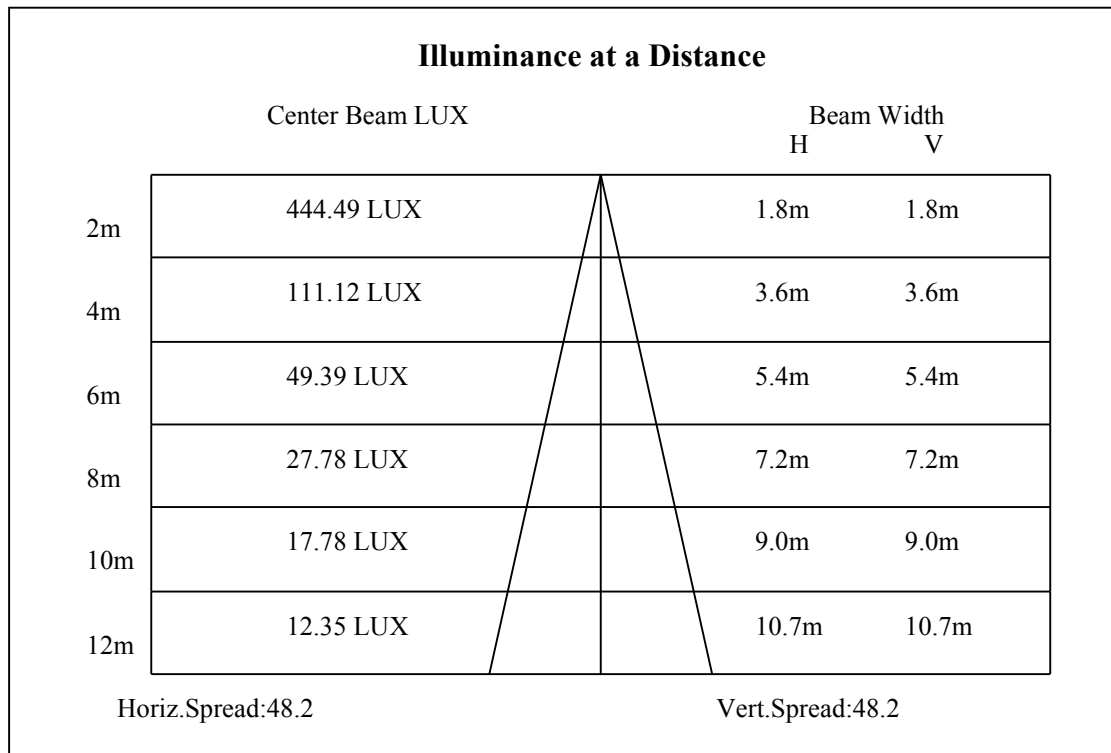 Illuminance at a Distance
Center Beam LUX Beam Width
H V
2m 444.49 LUX 1.8m 1.8m
4m 111.12 LUX 3.6m 3.6m
6m 49.39 LUX 5.4m 5.4m
8m 27.78 LUX 7.2m 7.2m
10m 17.78 LUX 9.0m 9.0m
12m 12.35 LUX 10.7m 10.7m
Horiz.Spread:48.2 Vert.Spread:48.2